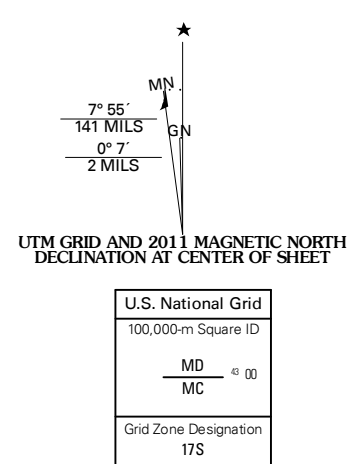 MN
7° 55´
141 MILS
GN
0° 7´
2 MILS
UTM GRID AND 2011 MAGNETIC NORTH
DECLINATION AT CENTER OF SHEET
U.S. National Grid
100,000-m Square ID
MD
43 00
MC
Grid Zone Designation
17S